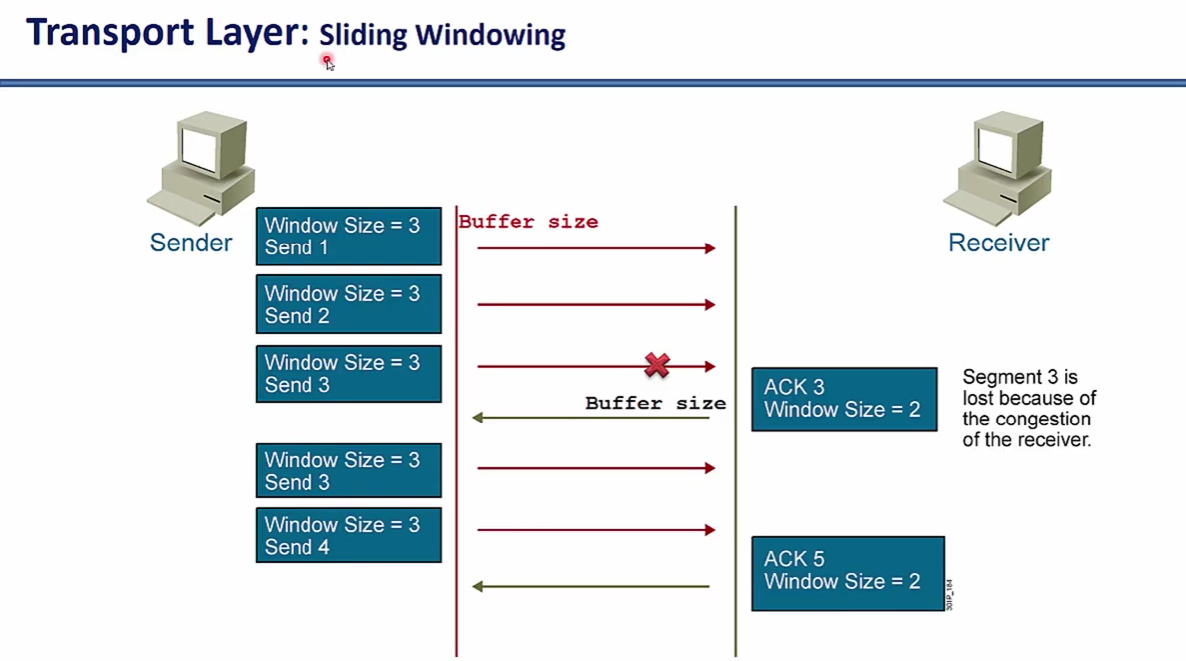 Transport Layer: Sliding Windowing
Sender
Receiver
Window Size = 3
Send 1
Buffer size
Window Size = 3
Send 2
Window Size = 3
Send 3
Buffer size
ACK 3
Window Size = 2
Segment 3 is
lost because of
the congestion
of the receiver.
Window Size = 3
Send 3
Window Size = 3
Send 4
ACK 5
Window Size = 2
30IP_184